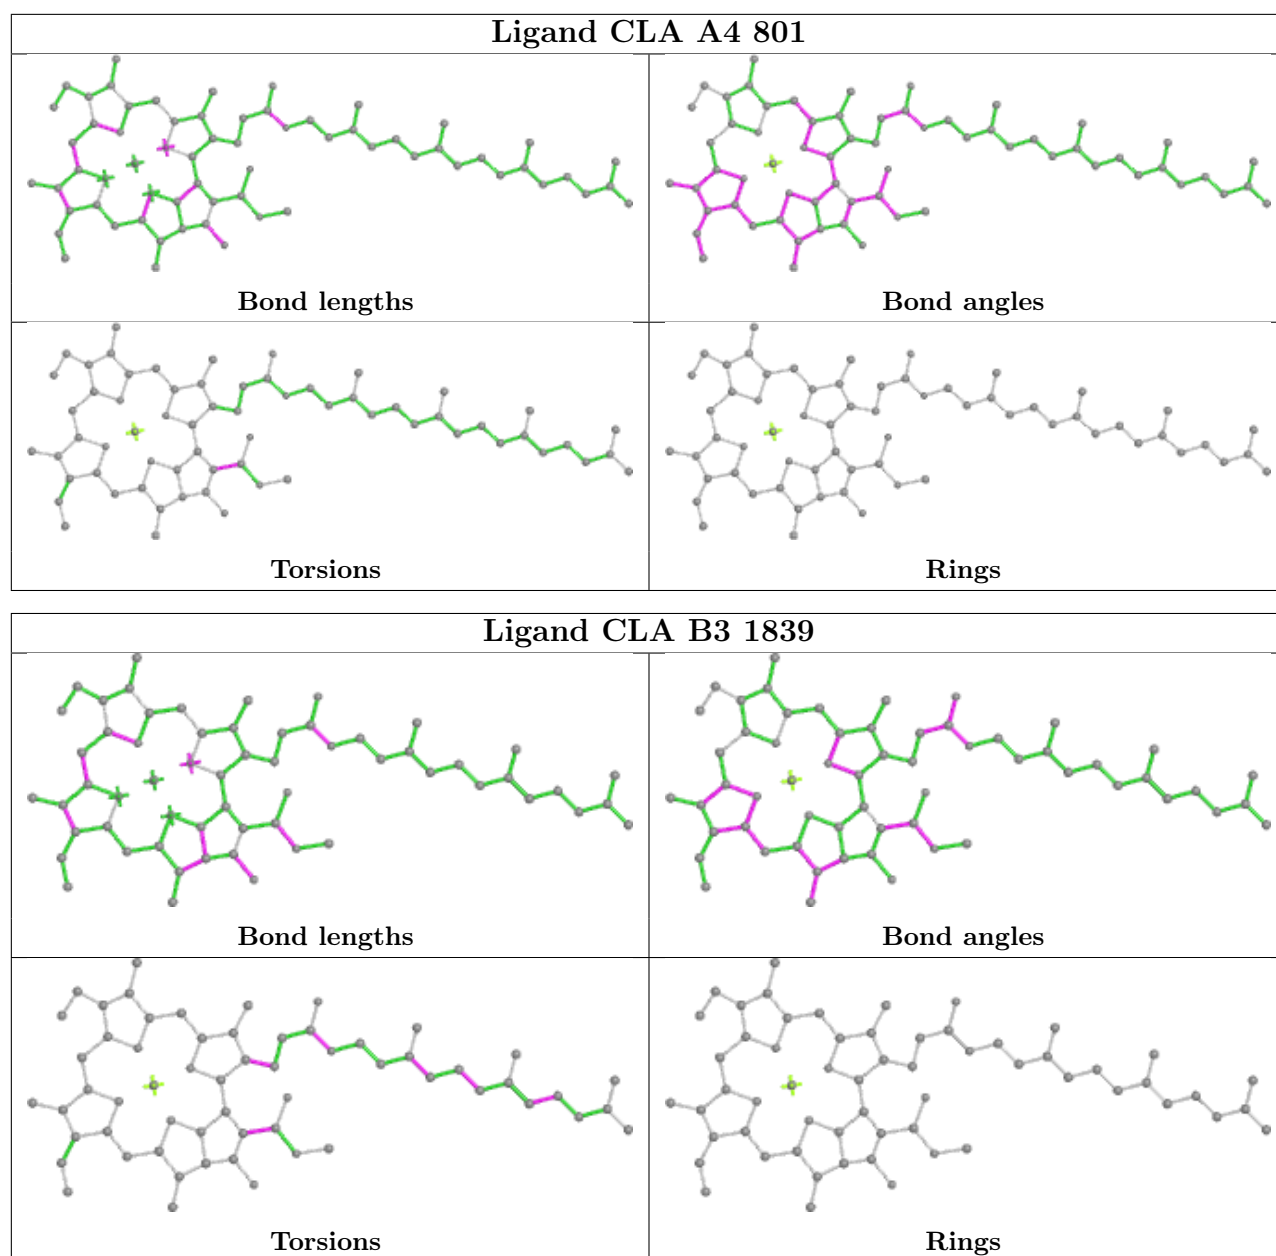 Ligand CLA A4 801
Bond lengths
Bond angles
Torsions
Rings
Ligand CLA B3 1839
Bond lengths
Bond angles
Torsions
Rings